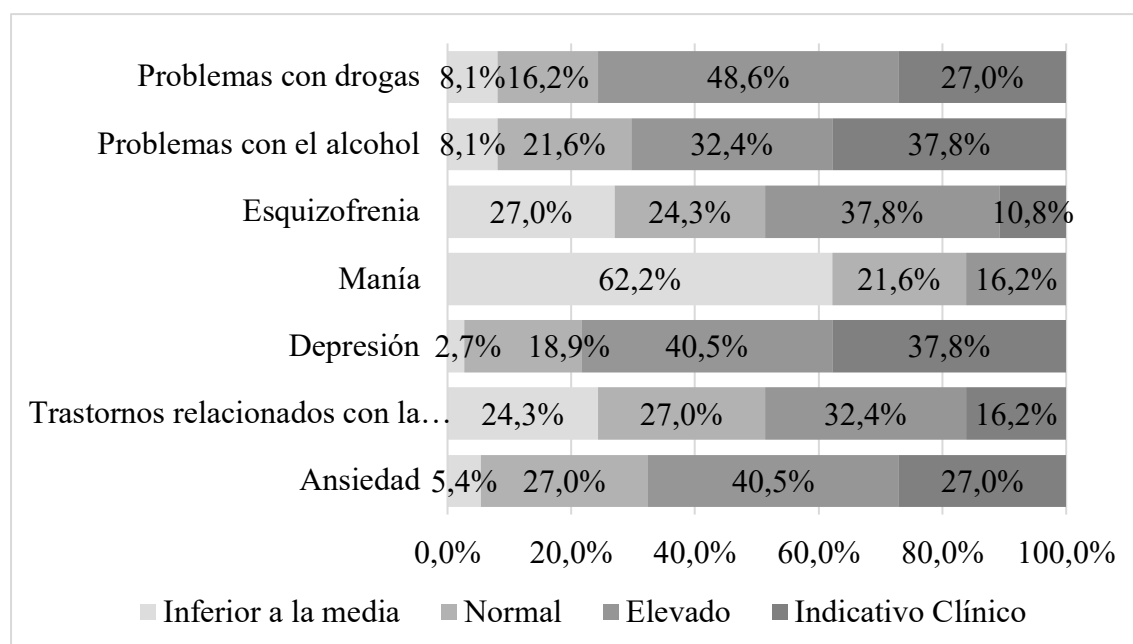 Problemas con drogas 8,1% 16,2% 48,6% 27,0%
Problemas con el alcohol 8,1% 21,6% 32,4% 37,8%
Esquizofrenia 27,0% 24,3% 37,8% 10,8%
Manía 62,2% 21,6% 16,2%
Depresión 2,7% 18,9% 40,5% 37,8%
Trastornos relacionados con la… 24,3% 27,0% 32,4% 16,2%
Ansiedad 5,4% 27,0% 40,5% 27,0%
0,0% 20,0% 40,0% 60,0% 80,0% 100,0%
Inferior a la media Normal Elevado Indicativo Clínico